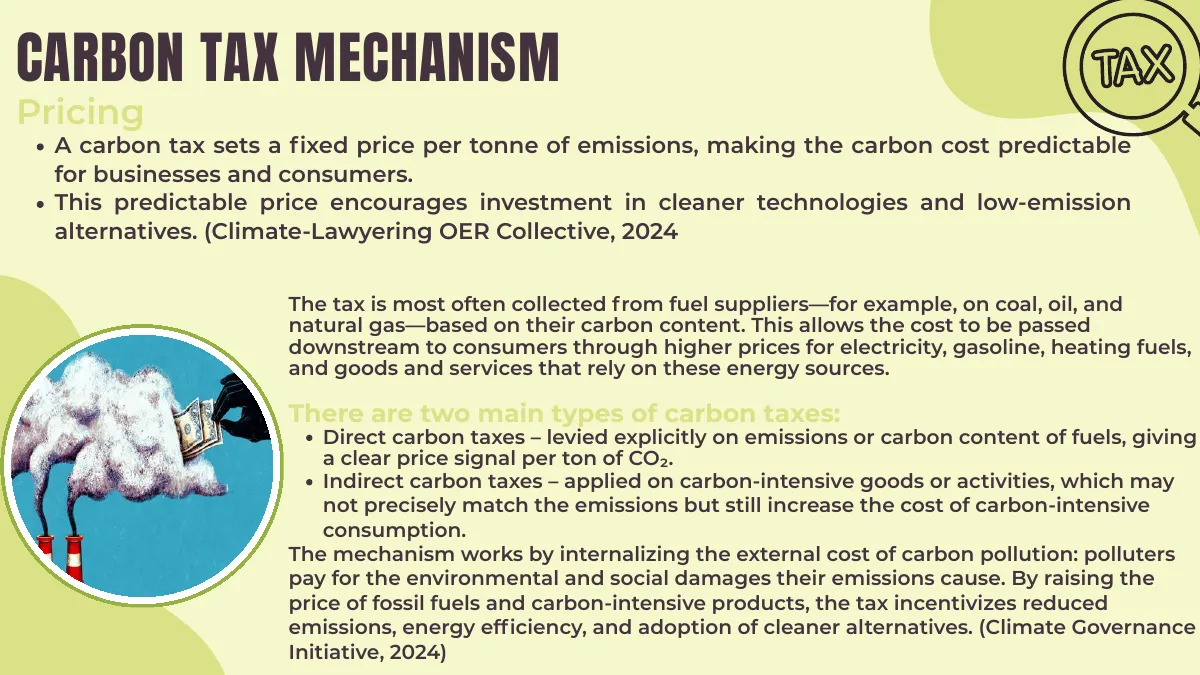 CARBON TAX MECHANISM
TAX
Pricing
• A carbon tax sets a fixed price per tonne of emissions, making the carbon cost predictable
for businesses and consumers.
• This predictable price encourages investment in cleaner technologies and low-emission
alternatives. (Climate-Lawyering OER Collective, 2024
The tax is most often collected from fuel suppliers—for example, on coal, oil, and
natural gas—based on their carbon content. This allows the cost to be passed
downstream to consumers through higher prices for electricity, gasoline, heating fuels,
and goods and services that rely on these energy sources.
There are two main types of carbon taxes:
• Direct carbon taxes – levied explicitly on emissions or carbon content of fuels, giving
a clear price signal per ton of CO₂.
• Indirect carbon taxes – applied on carbon-intensive goods or activities, which may
not precisely match the emissions but still increase the cost of carbon-intensive
consumption.
The mechanism works by internalizing the external cost of carbon pollution: polluters
pay for the environmental and social damages their emissions cause. By raising the
price of fossil fuels and carbon-intensive products, the tax incentivizes reduced
emissions, energy efficiency, and adoption of cleaner alternatives. (Climate Governance
Initiative, 2024)